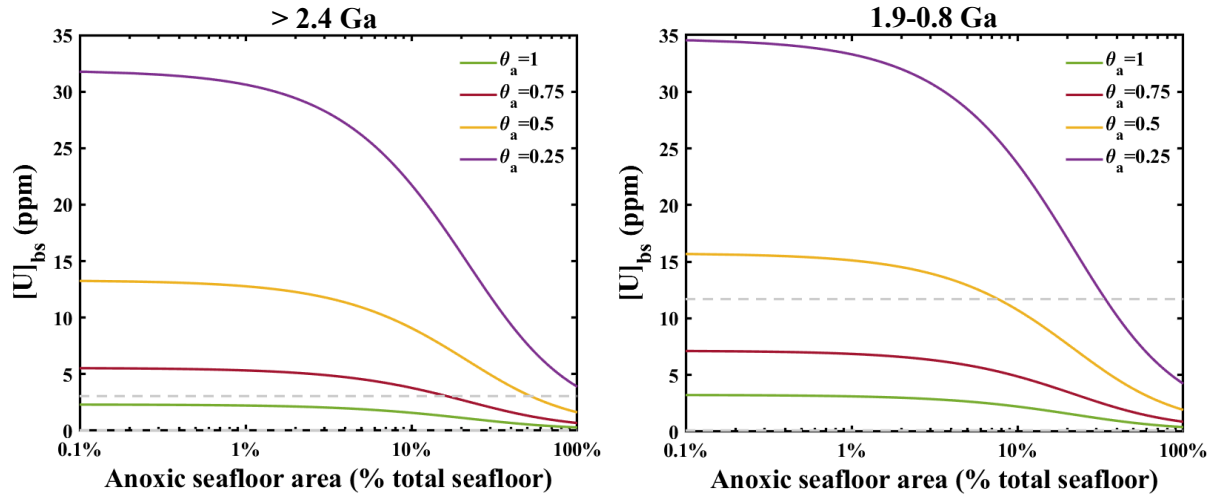 > 2.4 Ga
35
30
25
20
15
10
5
0
[U]bs (ppm)
θa=1
θa=0.75
θa=0.5
θa=0.25
0.1%
1%
10%
100%
Anoxic seafloor area (% total seafloor)
1.9-0.8 Ga
35
30
25
20
15
10
5
0
[U]bs (ppm)
θa=1
θa=0.75
θa=0.5
θa=0.25
0.1%
1%
10%
100%
Anoxic seafloor area (% total seafloor)